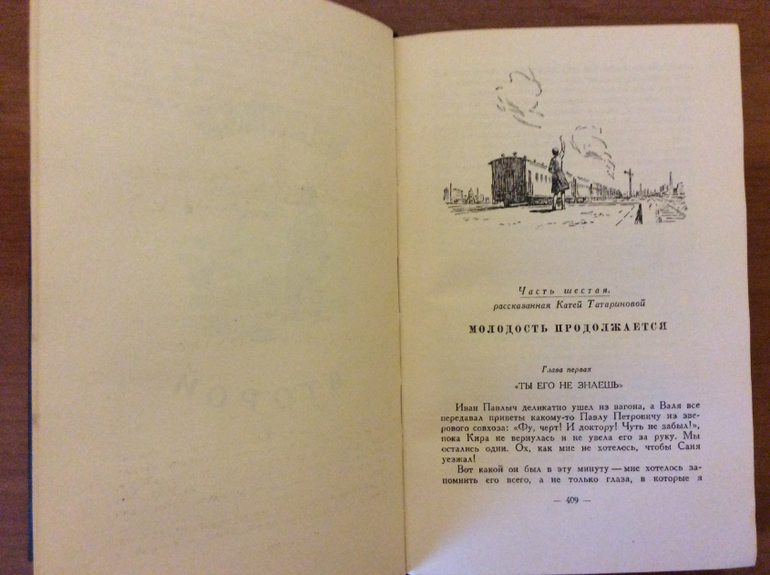 Часть шестая,
рассказанная Катей Татариновой
МОЛОДОСТЬ ПРОДОЛЖАЕТСЯ
Глава первая
«ТЫ ЕГО НЕ ЗНАЕШЬ»
Иван Павлыч деликатно ушел из вагона, а Валя все
передавал приветы какому-то Павлу Петровичу из зве-
рового совхоза: «Фу, черт! И доктору! Чуть не забыл!»,
пока Кира не вернулась и не увела его за руку. Мы
остались одни. Ох, как мне не хотелось, чтобы Саня
уезжал!
Вот какой он был в эту минуту — мне хотелось за-
помнить его всего, а не только глаза, в которые я
— 409 —